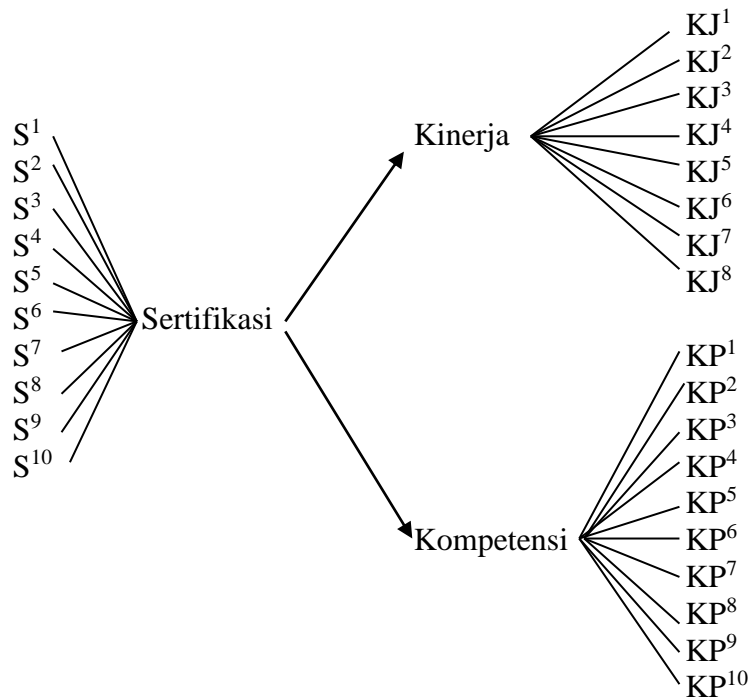 S¹
S²
S³
S⁴
S⁵
S⁶
S⁷
S⁸
S⁹
S¹⁰
Sertifikasi
Kinerja
KJ¹
KJ²
KJ³
KJ⁴
KJ⁵
KJ⁶
KJ⁷
KJ⁸
Kompetensi
KP¹
KP²
KP³
KP⁴
KP⁵
KP⁶
KP⁷
KP⁸
KP⁹
KP¹⁰